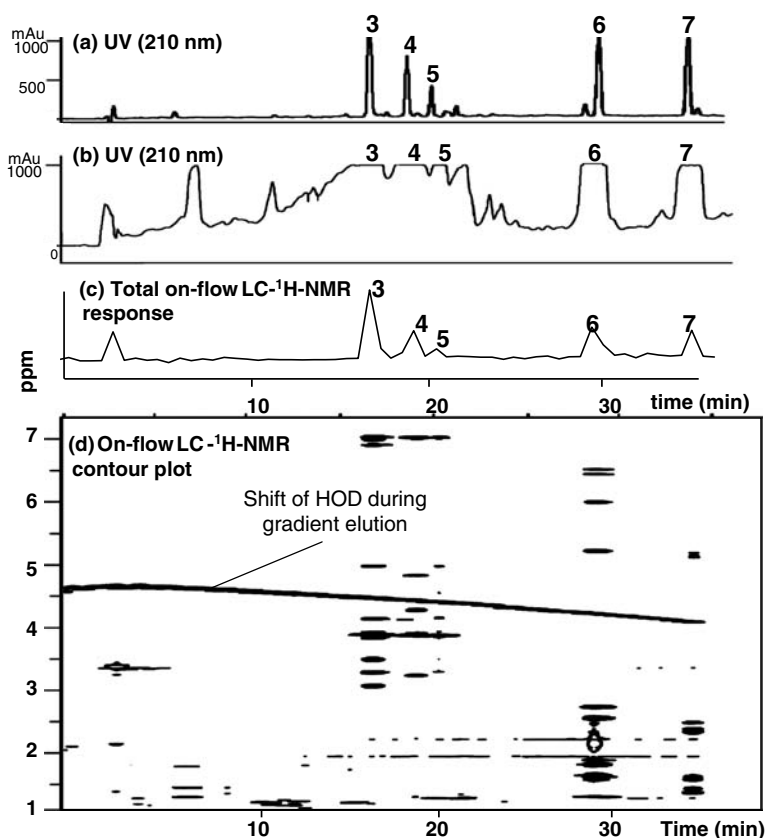 mAu
1000
500
(a) UV (210 nm)
3
4
5
6
7
mAu
1000
0
(b) UV (210 nm)
3
4
5
6
7
(c) Total on-flow LC-¹H-NMR
response
3
4
5
6
7
ppm
10
20
30
time (min)
7
6
5
4
3
2
1
(d) On-flow LC-¹H-NMR
contour plot
Shift of HOD during
gradient elution
10
20
30
Time (min)